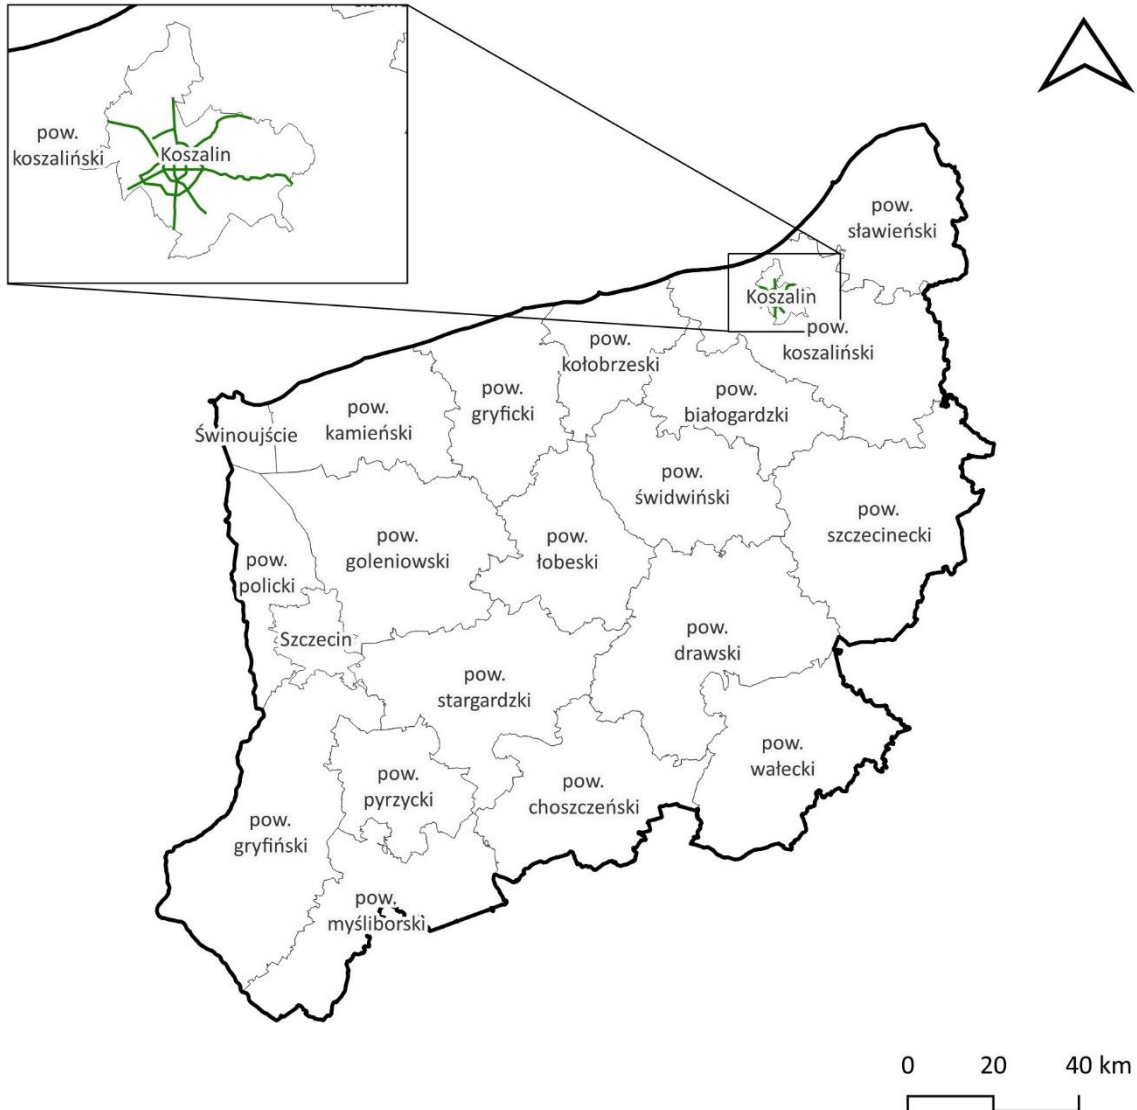 pow.
koszaliński
Koszalin
pow.
sławieński
Koszalin
pow.
koszaliński
pow.
kołobrzeski
pow.
gryficki
pow.
białogardzki
pow.
kamieński
Świnoujście
pow.
świdwiński
pow.
szczecinecki
pow.
goleniowski
pow.
łobeski
pow.
policki
Szczecin
pow.
drawski
pow.
stargardzki
pow.
wałecki
pow.
pyrzycki
pow.
choszczeński
pow.
gryfiński
pow.
myśliborski
0 20 40 km